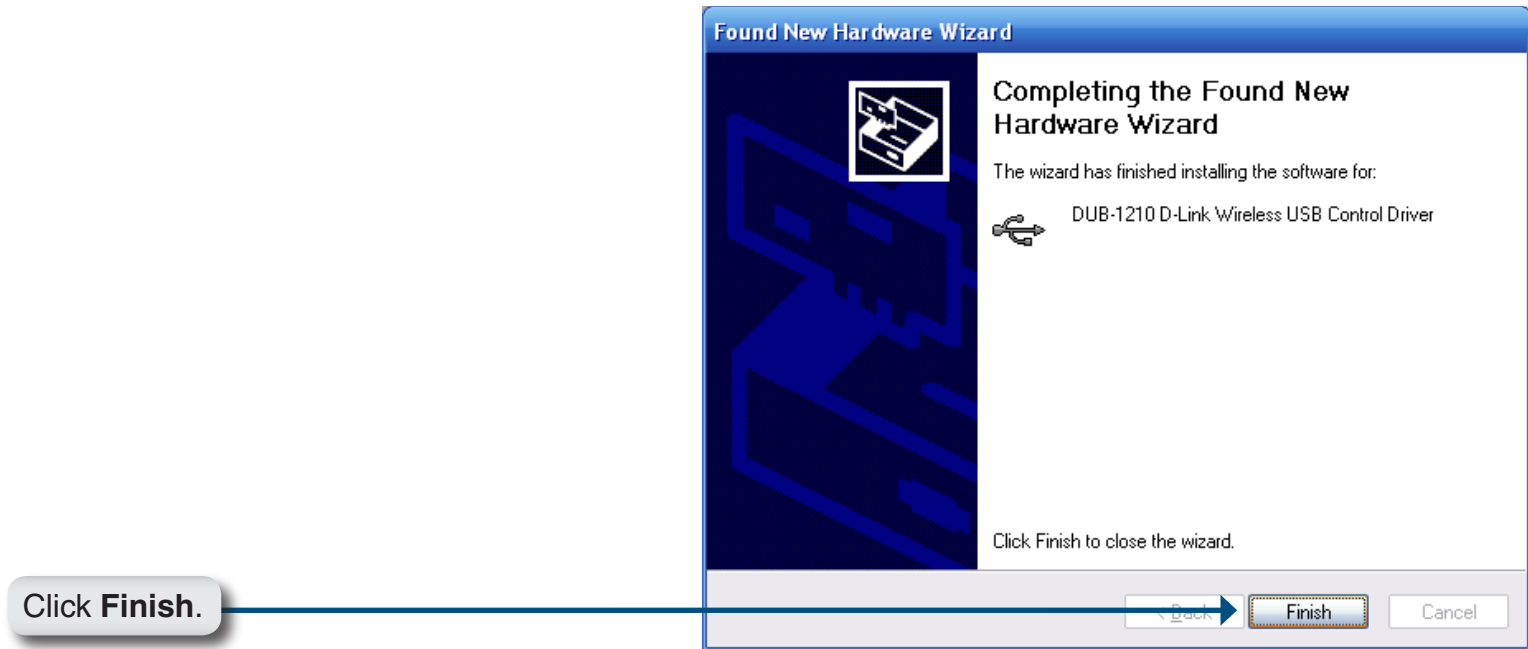 Found New Hardware Wizard
Completing the Found New
Hardware Wizard
The wizard has finished installing the software for:
DUB-1210 D-Link Wireless USB Control Driver
Click Finish to close the wizard.
Click Finish.
< Back
Finish
Cancel